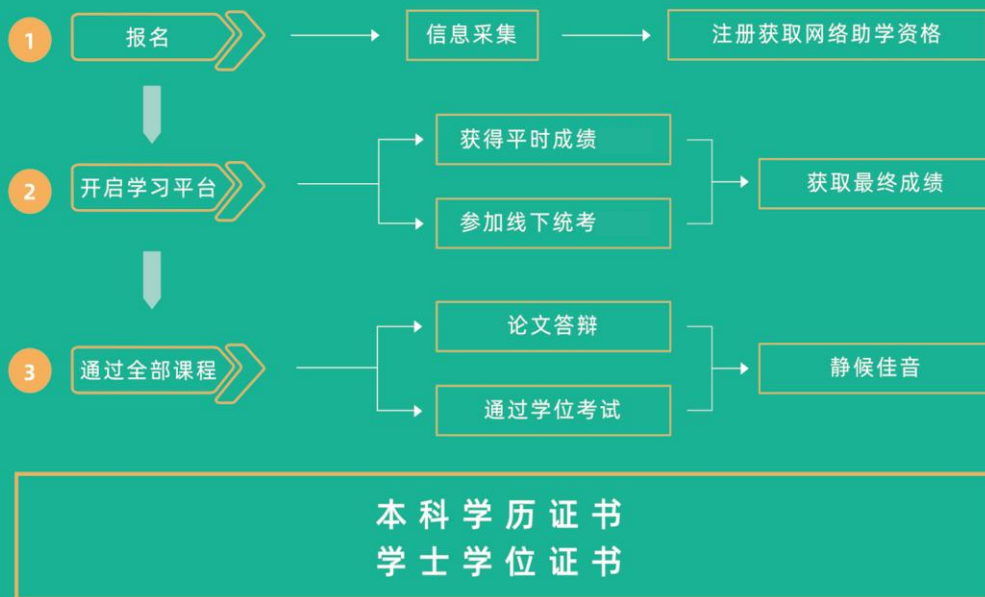 1
报名
信息采集
注册获取网络助学资格
2
开启学习平台
获得平时成绩
参加线下统考
获取最终成绩
3
通过全部课程
论文答辩
通过学位考试
静候佳音
本科学历证书
学士学位证书